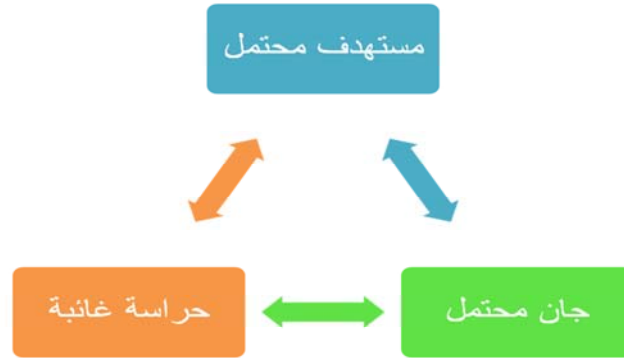 مستهدف محتمل
جان محتمل
حراسة غائبة